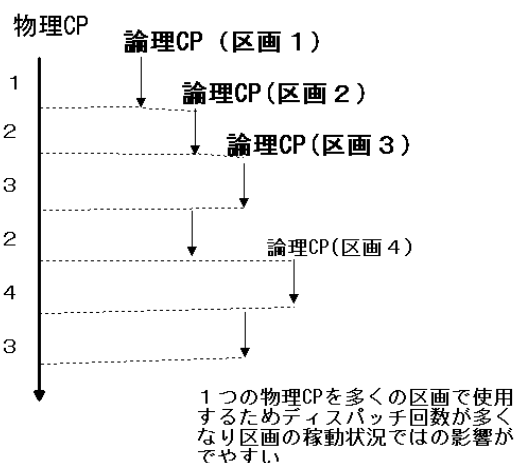 物理CP
論理CP（区画１）
1
論理CP(区画２)
2
論理CP(区画３)
3
2
論理CP(区画４)
4
3
１つの物理CPを多くの区画で使用
するためディスパッチ回数が多く
なり区画の稼動状況ではの影響が
でやすい